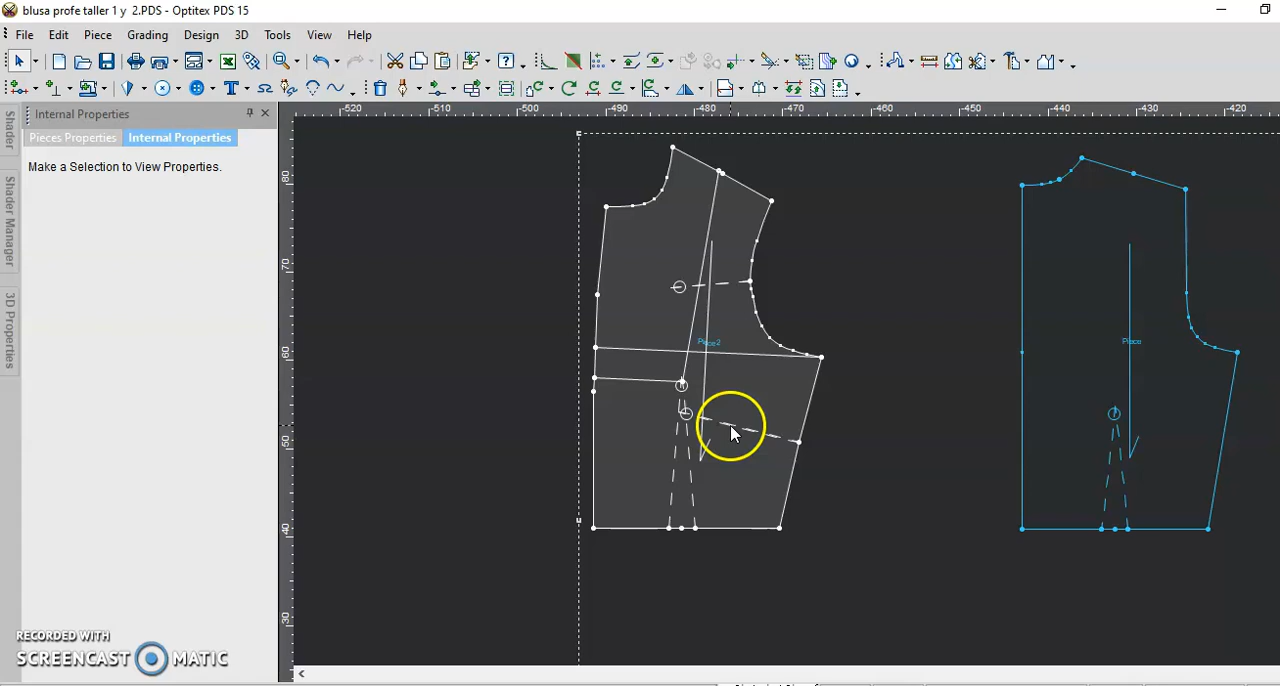 blusa profe taller 1 y 2.PDS - Optitex PDS 15
File Edit Piece Grading Design 3D Tools View Help
Internal Properties
Pieces Properties Internal Properties
Make a Selection to View Properties.
Shader
Shader Manager
3D Properties
-520 -510 -500 -490 -480 -470 -460 -450 -440 -430 -420
80
70
60
50
40
30
Piece2
Piece
RECORDED WITH
SCREENCAST MATIC